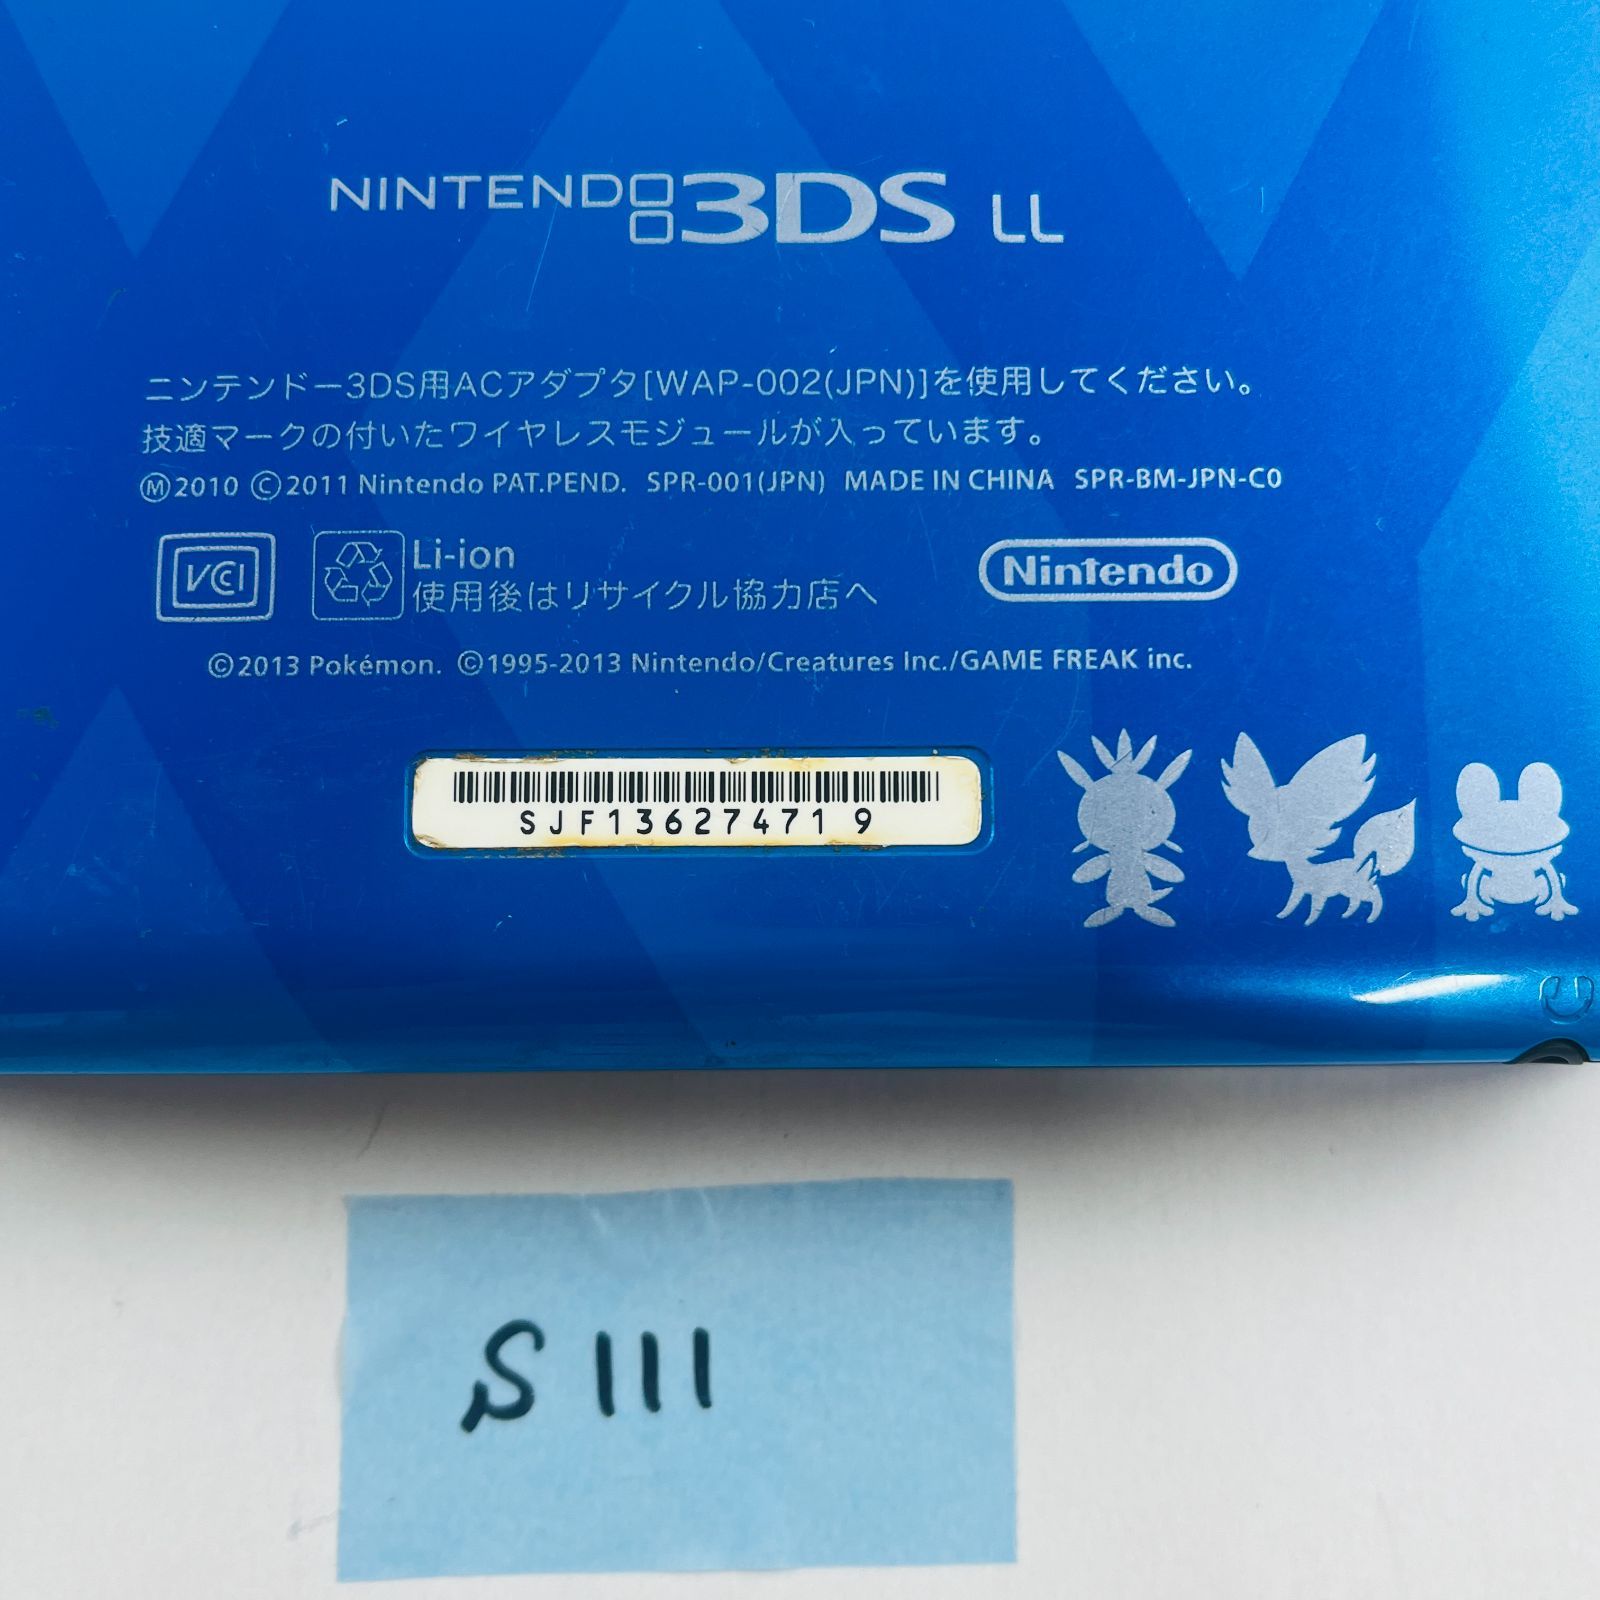 NINTENDO 3DS LL
ニンテンドー3DS用ACアダプタ[WAP-002(JPN)]を使用してください。
技適マークの付いたワイヤレスモジュールが入っています。
Ⓜ2010 ©2011 Nintendo PAT.PEND. SPR-001(JPN) MADE IN CHINA SPR-BM-JPN-C0
VCCI
Li-ion
使用後はリサイクル協力店へ
Nintendo
©2013 Pokémon. ©1995-2013 Nintendo/Creatures Inc./GAME FREAK inc.
SJF13627471 9
S 111